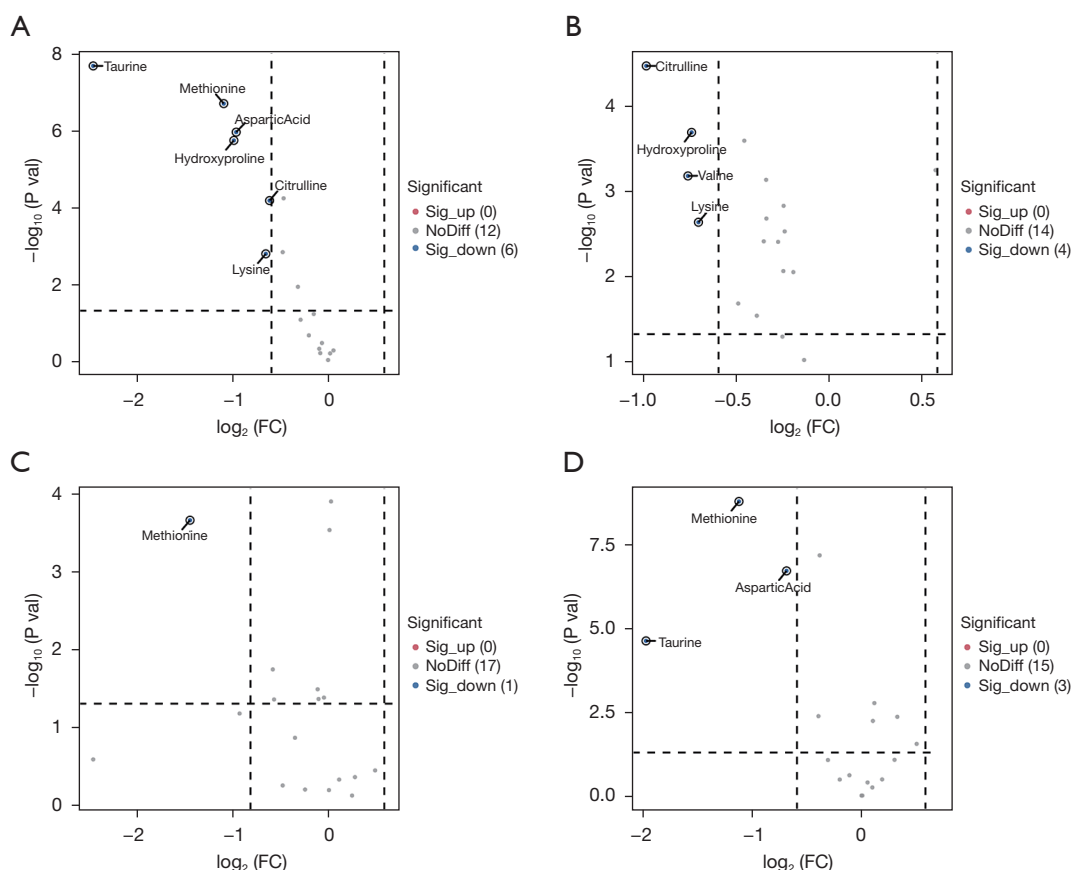 A
8
6
4
2
0
−log10 (P val)
Taurine
Methionine
AsparticAcid
Hydroxyproline
Citrulline
Lysine
−2
−1
0
log2 (FC)
Significant
Sig_up (0)
NoDiff (12)
Sig_down (6)
B
4
3
2
1
−log10 (P val)
Citrulline
Hydroxyproline
Valine
Lysine
−1.0
−0.5
0.0
0.5
log2 (FC)
Significant
Sig_up (0)
NoDiff (14)
Sig_down (4)
C
4
3
2
1
0
−log10 (P val)
Methionine
−2
−1
0
log2 (FC)
Significant
Sig_up (0)
NoDiff (17)
Sig_down (1)
D
7.5
5.0
2.5
0.0
−log10 (P val)
Methionine
AsparticAcid
Taurine
−2
−1
0
log2 (FC)
Significant
Sig_up (0)
NoDiff (15)
Sig_down (3)